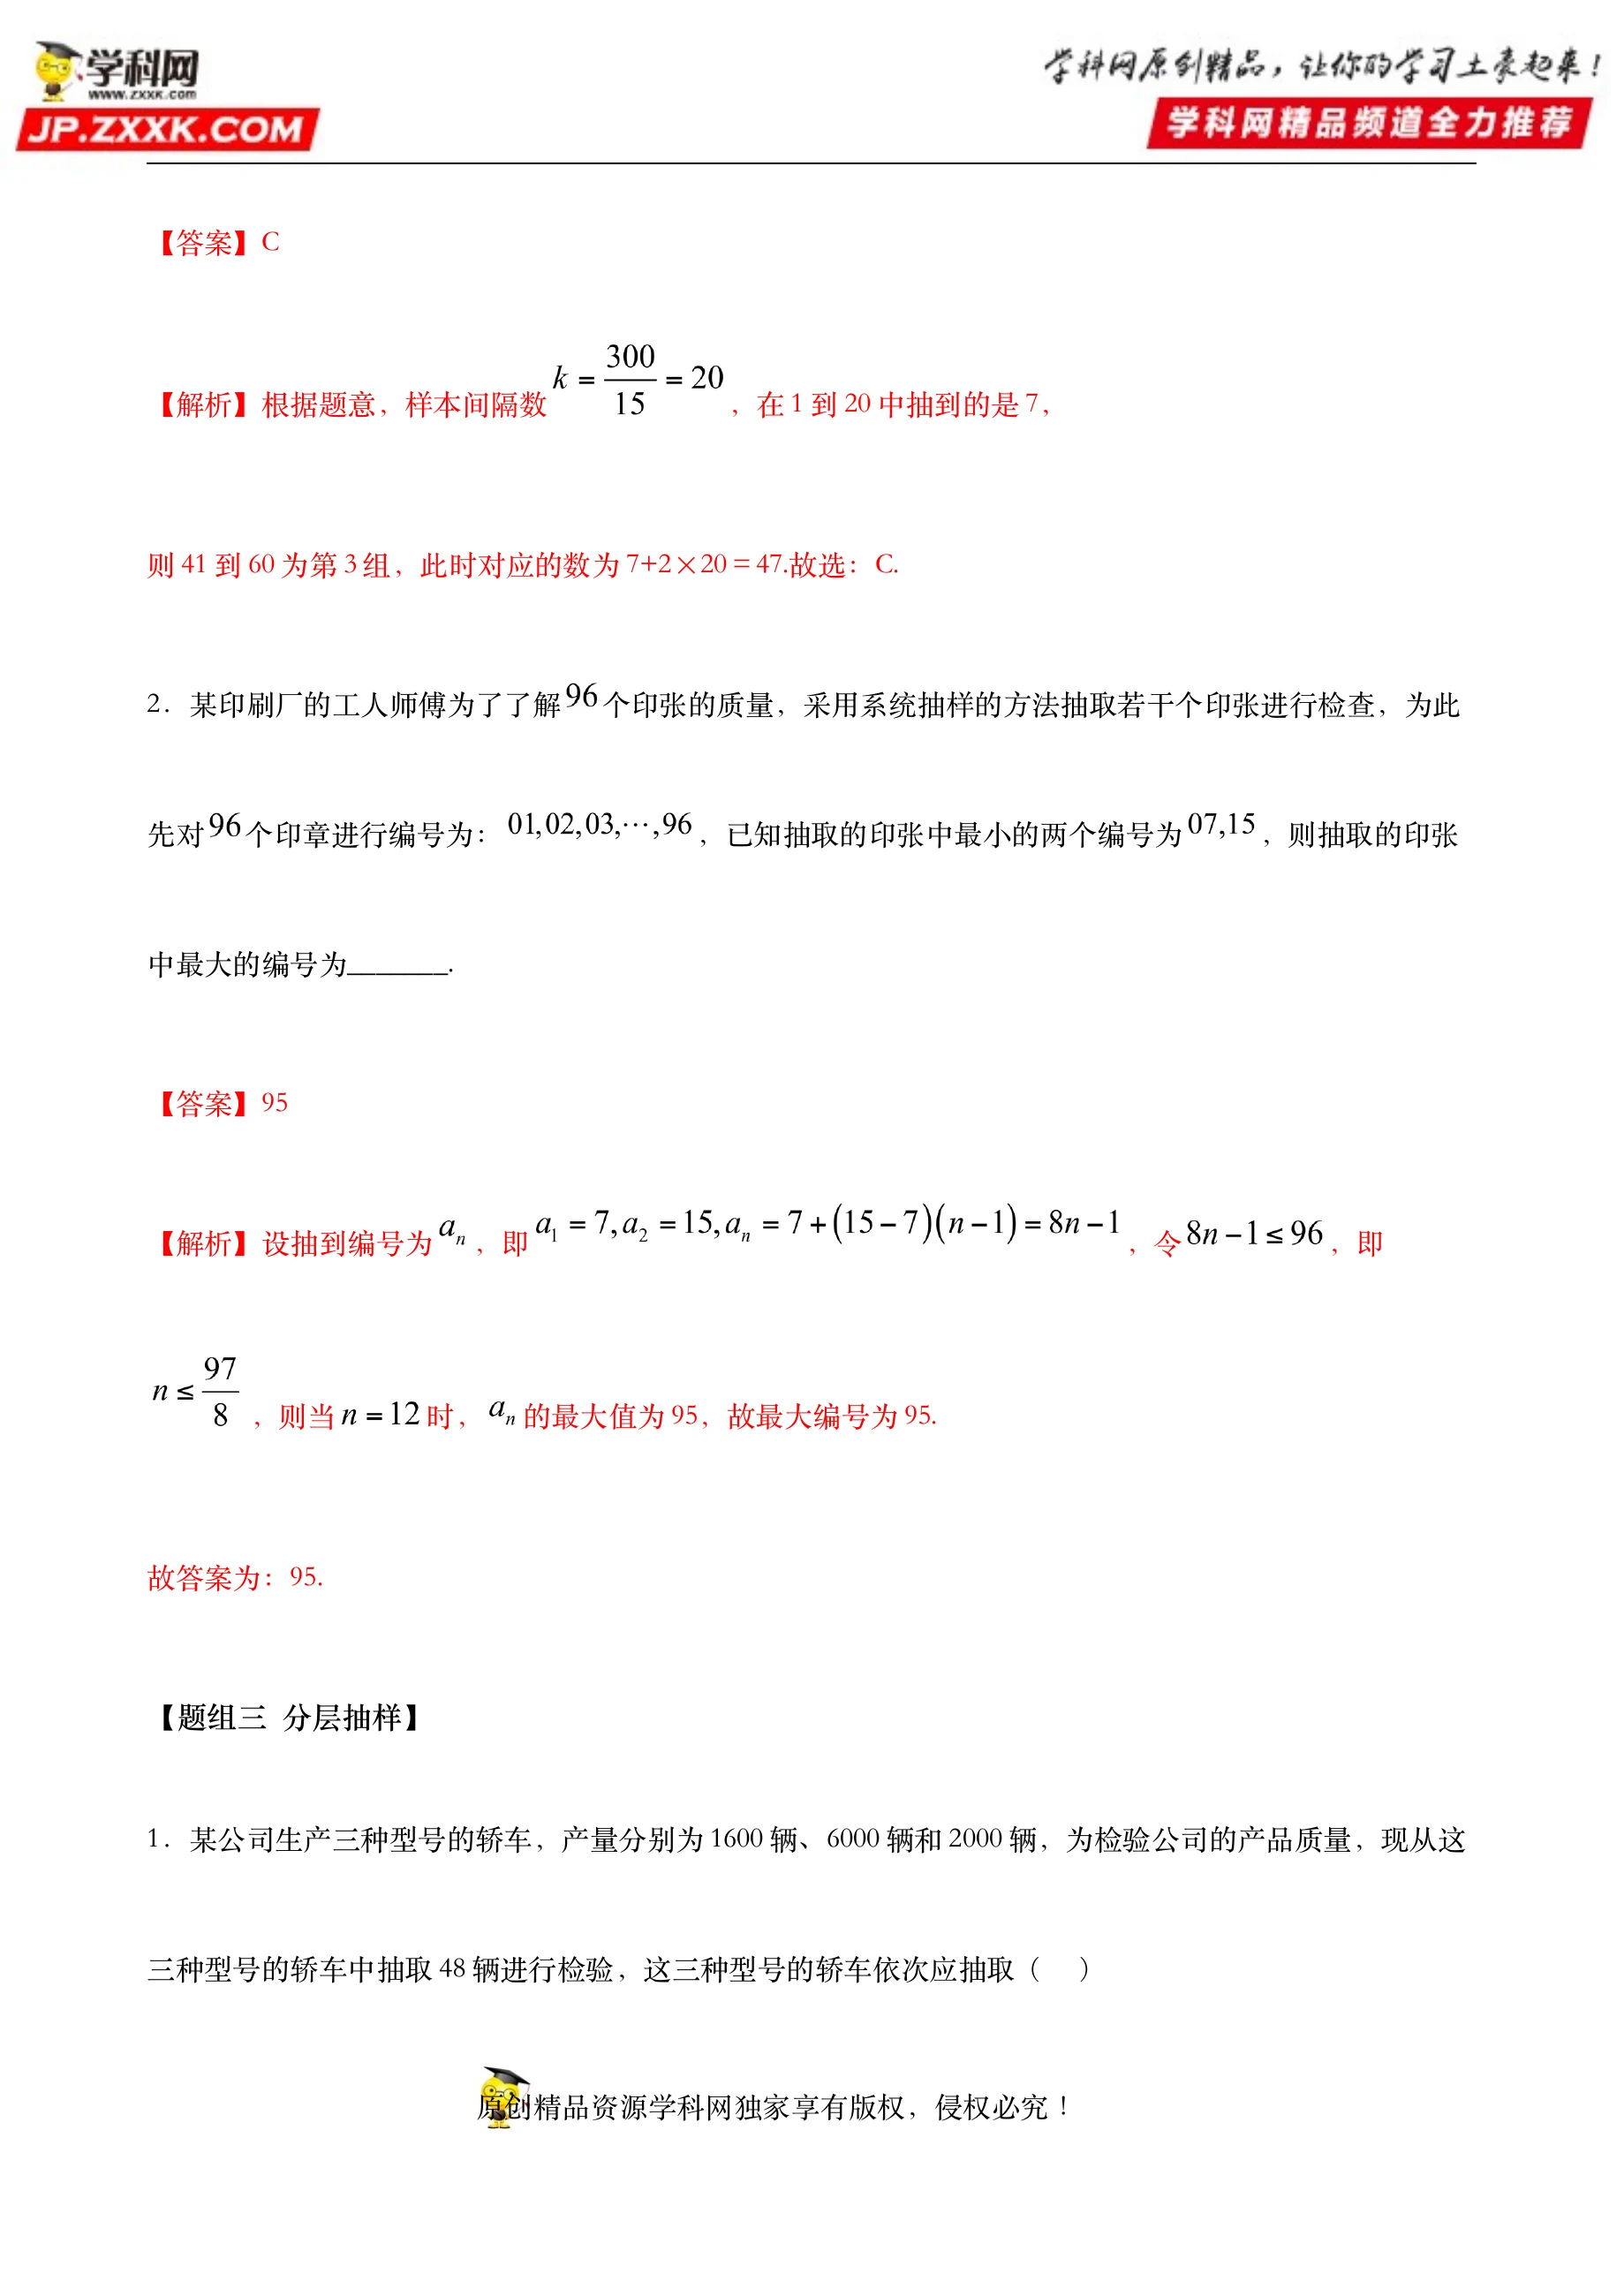 学科网
www.zxxk.com
JP.ZXXK.COM
学科网原创精品，让你的学习土豪起来！
学科网精品频道全力推荐
【答案】C
【解析】根据题意，样本间隔数 k = 300/15 = 20，在 1 到 20 中抽到的是 7，
则 41 到 60 为第 3 组，此时对应的数为 7+2×20＝47.故选：C.
2．某印刷厂的工人师傅为了了解96个印张的质量，采用系统抽样的方法抽取若干个印张进行检查，为此
先对96个印章进行编号为：01,02,03,⋯,96，已知抽取的印张中最小的两个编号为07,15，则抽取的印张
中最大的编号为_______.
【答案】95
【解析】设抽到编号为 aₙ，即 a₁ = 7, a₂ = 15, aₙ = 7+(15−7)(n−1) = 8n−1，令8n−1≤96，即
n ≤ 97/8，则当 n = 12 时，aₙ 的最大值为 95，故最大编号为 95.
故答案为：95.
【题组三 分层抽样】
1．某公司生产三种型号的轿车，产量分别为 1600 辆、6000 辆和 2000 辆，为检验公司的产品质量，现从这
三种型号的轿车中抽取 48 辆进行检验，这三种型号的轿车依次应抽取（ ）
原创精品资源学科网独家享有版权，侵权必究！